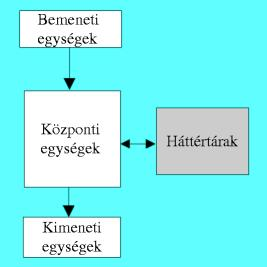 Bemeneti
egységek
Központi
egységek
Háttértárak
Kimeneti
egységek